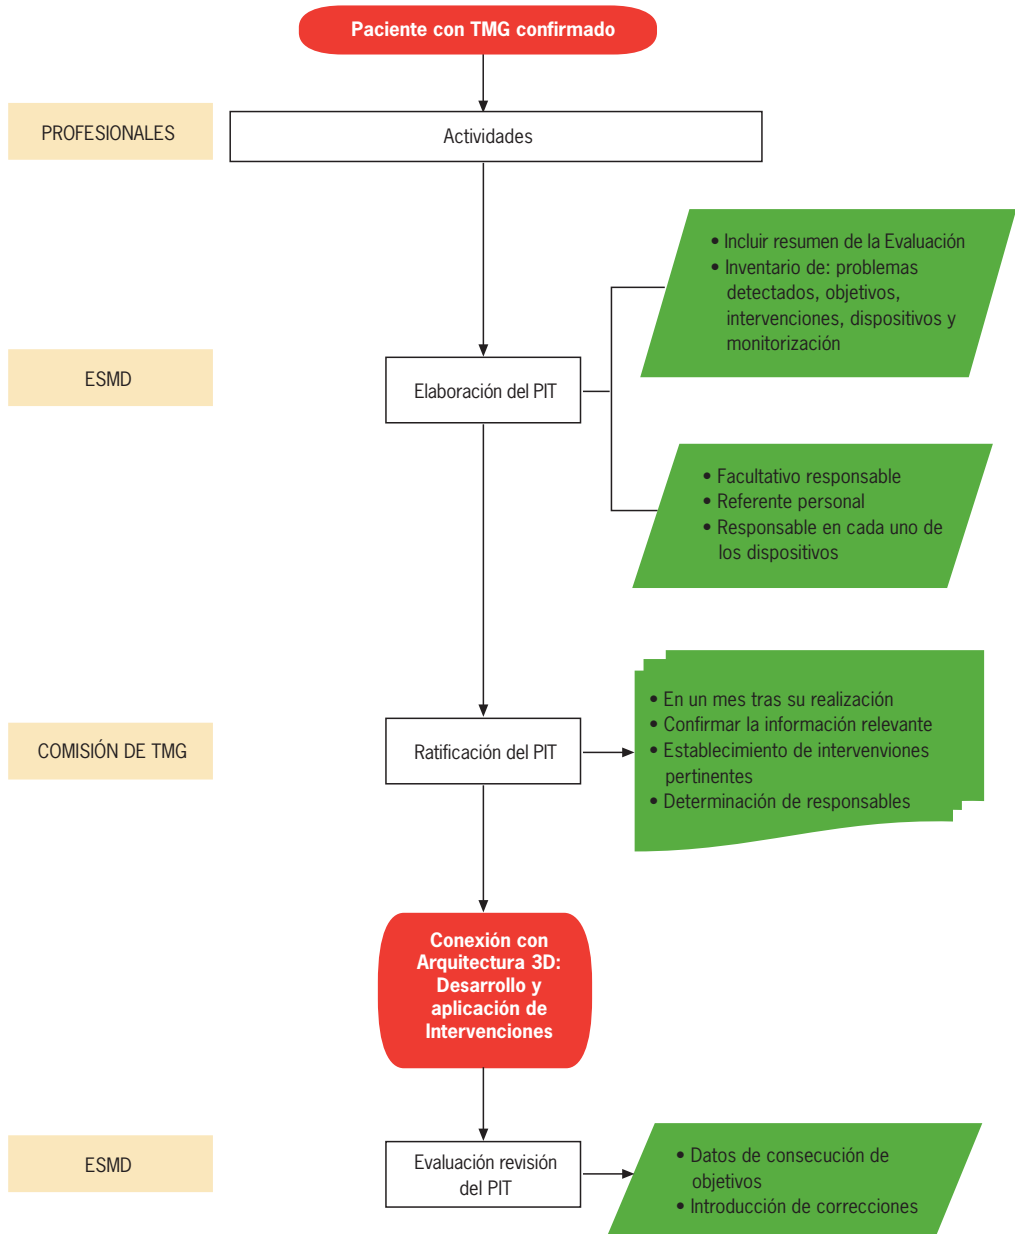 Paciente con TMG confirmado
PROFESIONALES
Actividades
• Incluir resumen de la Evaluación
• Inventario de: problemas
detectados, objetivos,
intervenciones, dispositivos y
monitorización
ESMD
Elaboración del PIT
• Facultativo responsable
• Referente personal
• Responsable en cada uno de
los dispositivos
COMISIÓN DE TMG
Ratificación del PIT
• En un mes tras su realización
• Confirmar la información relevante
• Establecimiento de intervenciones
pertinentes
• Determinación de responsables
Conexión con
Arquitectura 3D:
Desarrollo y
aplicación de
Intervenciones
ESMD
Evaluación revisión
del PIT
• Datos de consecución de
objetivos
• Introducción de correcciones